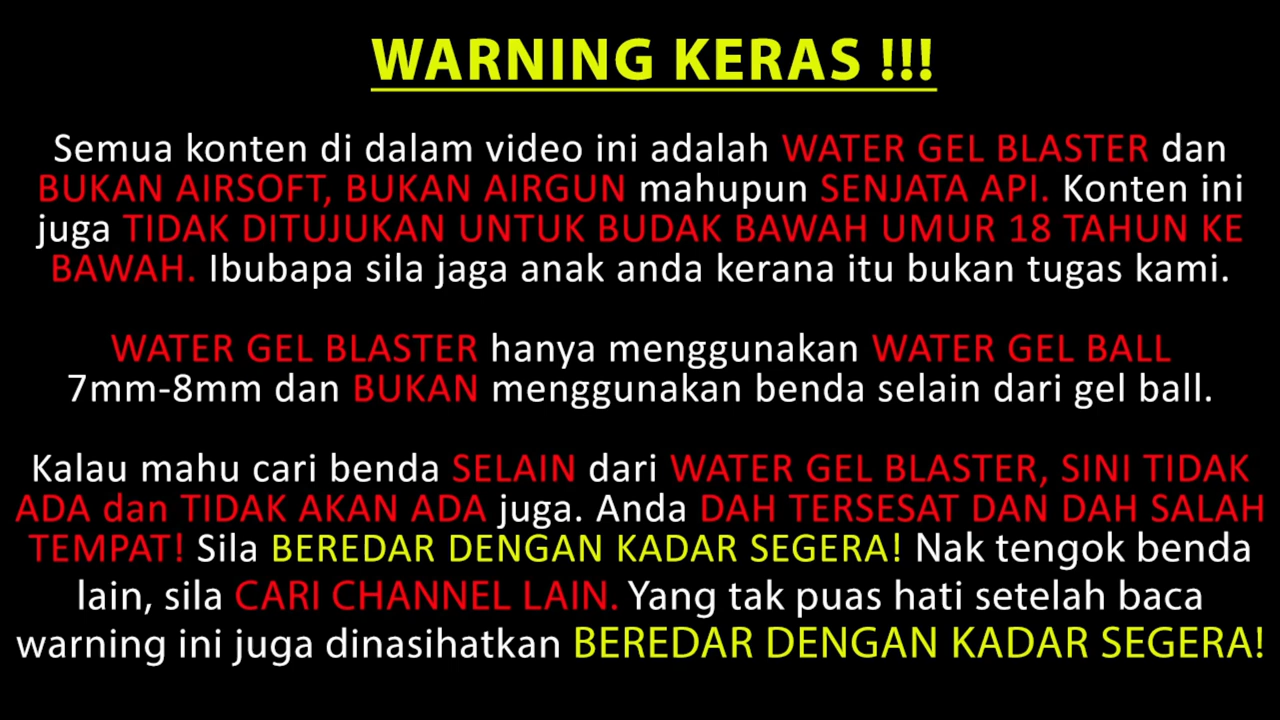 WARNING KERAS !!!
Semua konten di dalam video ini adalah WATER GEL BLASTER dan
BUKAN AIRSOFT, BUKAN AIRGUN mahupun SENJATA API. Konten ini
juga TIDAK DITUJUKAN UNTUK BUDAK BAWAH UMUR 18 TAHUN KE
BAWAH. Ibubapa sila jaga anak anda kerana itu bukan tugas kami.
WATER GEL BLASTER hanya menggunakan WATER GEL BALL
7mm-8mm dan BUKAN menggunakan benda selain dari gel ball.
Kalau mahu cari benda SELAIN dari WATER GEL BLASTER, SINI TIDAK
ADA dan TIDAK AKAN ADA juga. Anda DAH TERSESAT DAN DAH SALAH
TEMPAT! Sila BEREDAR DENGAN KADAR SEGERA! Nak tengok benda
lain, sila CARI CHANNEL LAIN. Yang tak puas hati setelah baca
warning ini juga dinasihatkan BEREDAR DENGAN KADAR SEGERA!